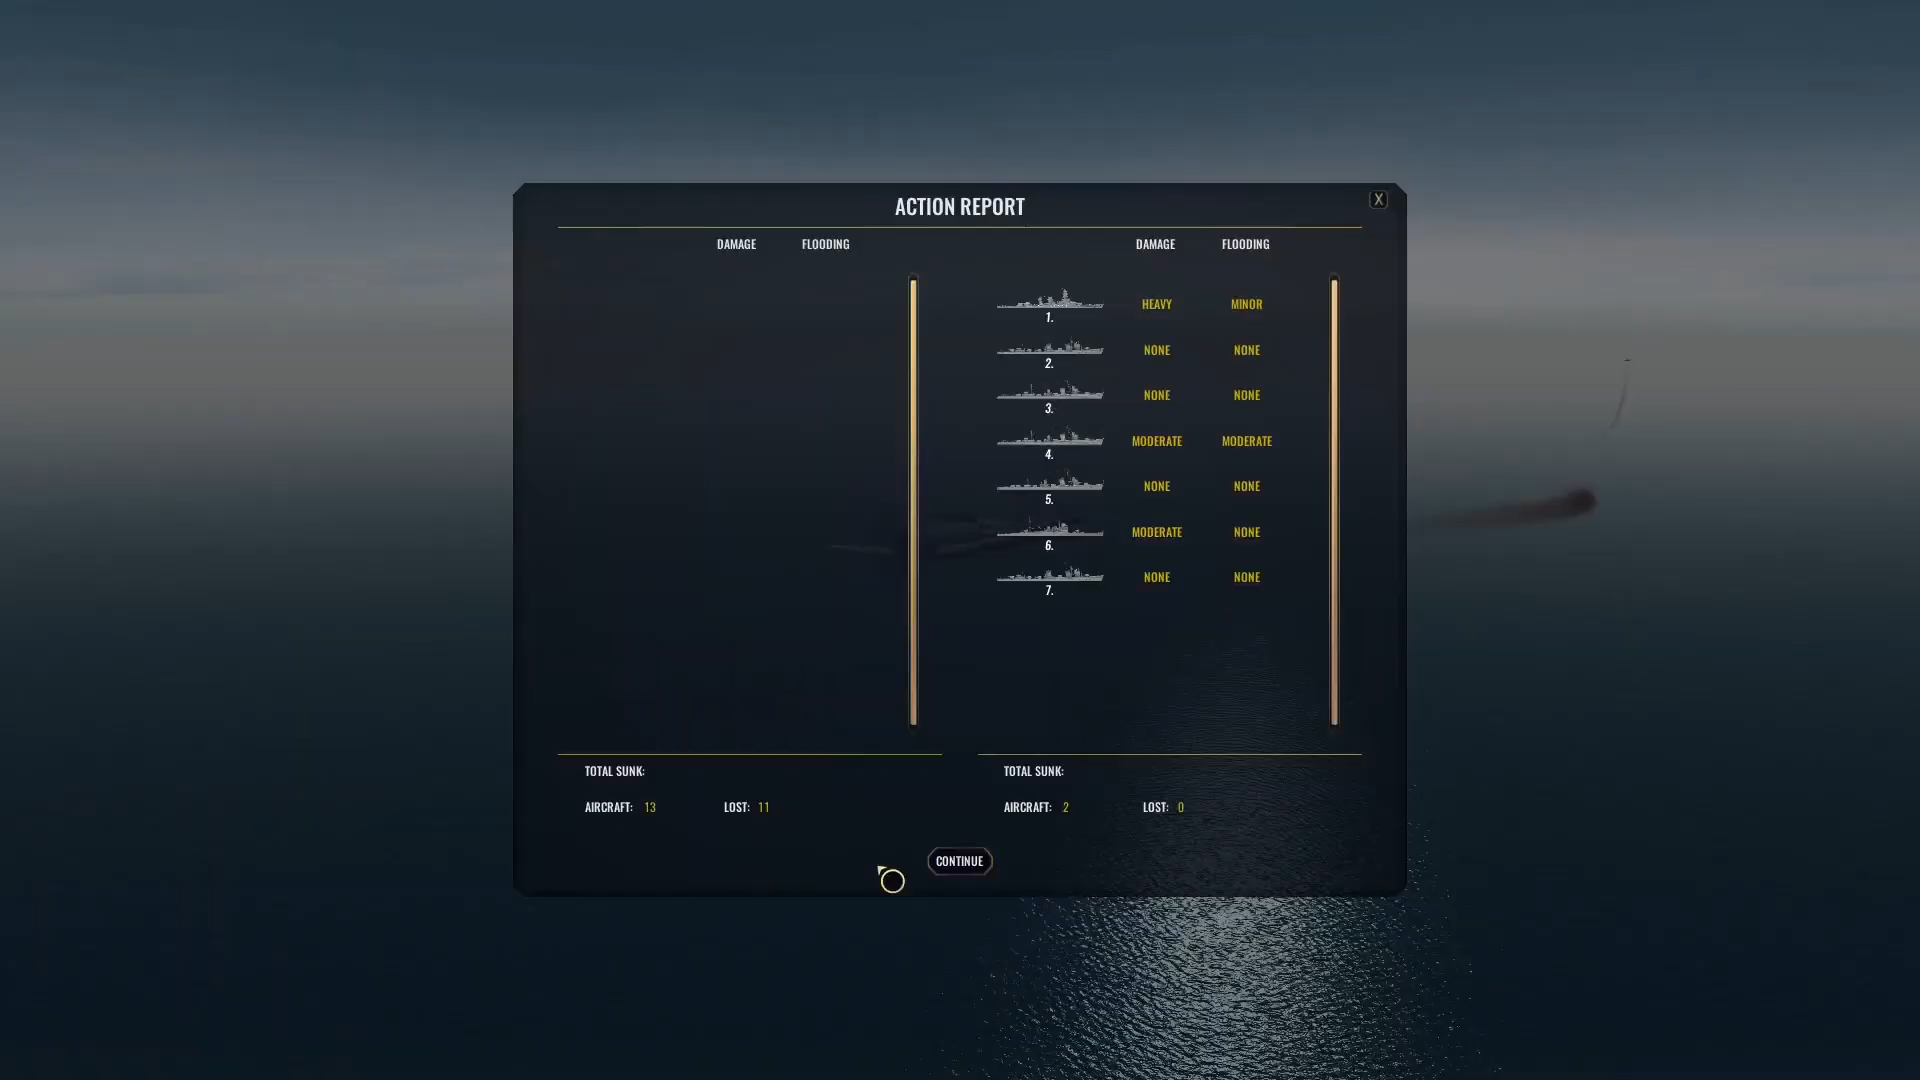 ACTION REPORT
X
DAMAGE FLOODING
DAMAGE FLOODING
HEAVY MINOR
1.
NONE NONE
2.
NONE NONE
3.
MODERATE MODERATE
4.
NONE NONE
5.
MODERATE NONE
6.
NONE NONE
7.
TOTAL SUNK:
AIRCRAFT: 13 LOST: 11
TOTAL SUNK:
AIRCRAFT: 2 LOST: 0
CONTINUE